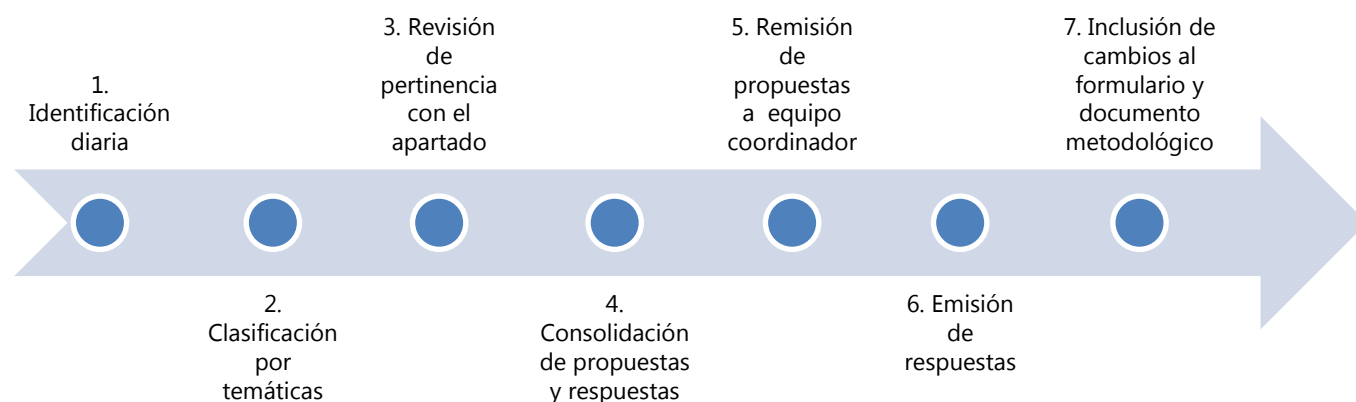 1.
Identificación
diaria
2.
Clasificación
por
temáticas
3. Revisión
de
pertinencia
con el
apartado
4.
Consolidación
de propuestas
y respuestas
5. Remisión
de
propuestas
a equipo
coordinador
6. Emisión
de
respuestas
7. Inclusión de
cambios al
formulario y
documento
metodológico